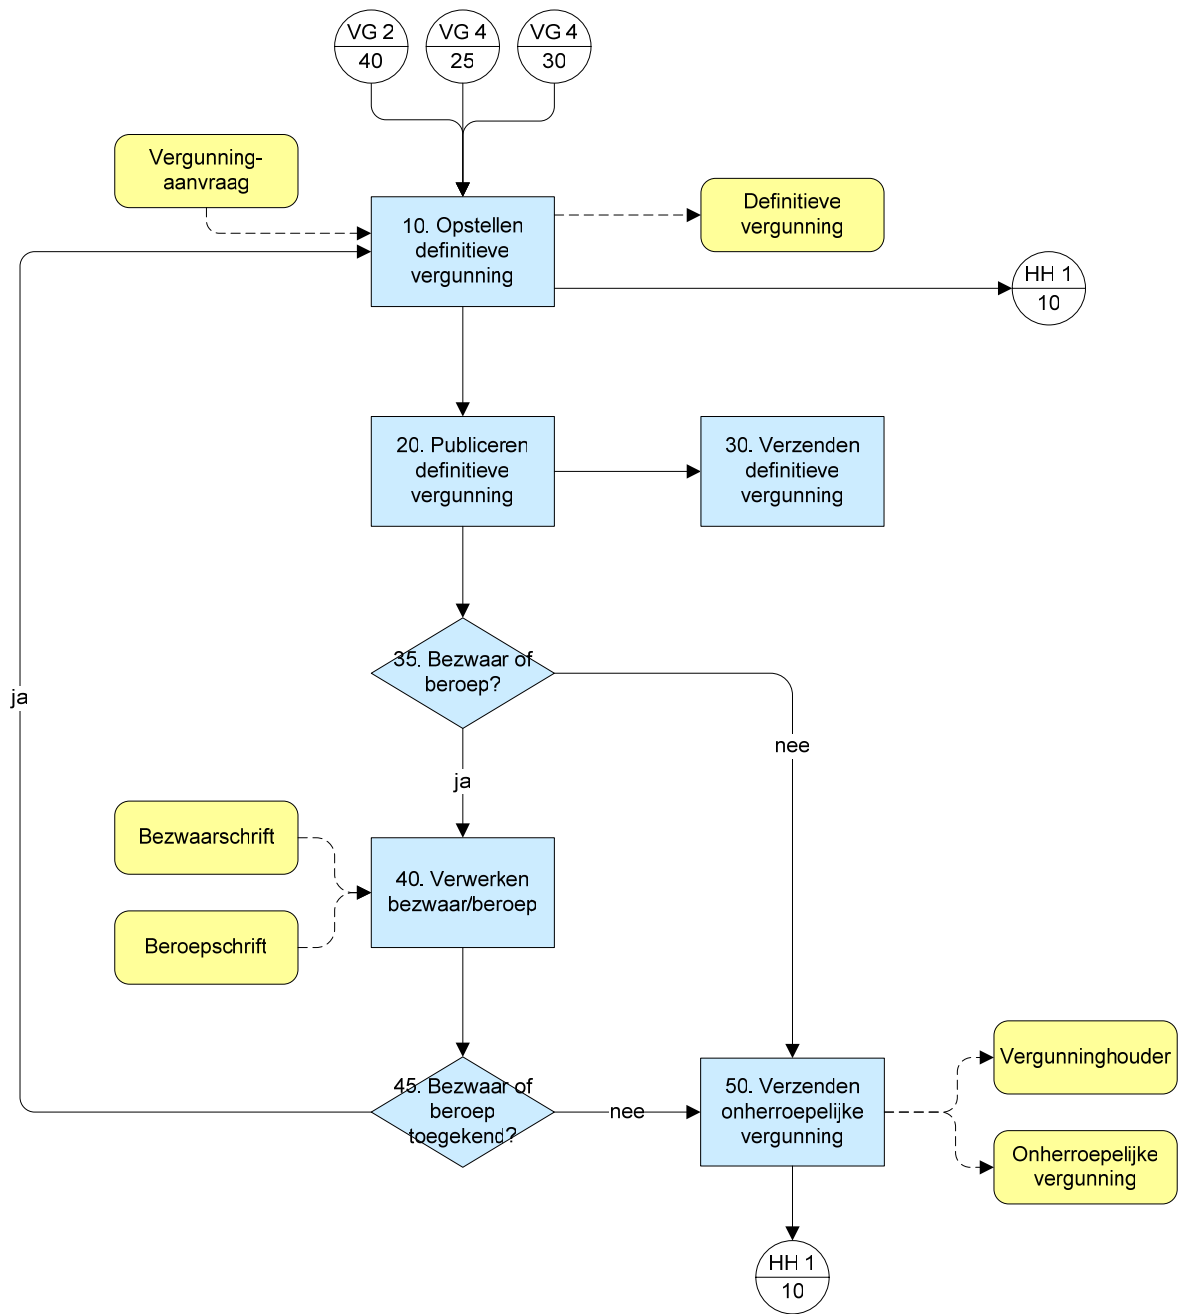 VG 2
40
VG 4
25
VG 4
30
Vergunning-
aanvraag
10. Opstellen
definitieve
vergunning
Definitieve
vergunning
HH 1
10
20. Publiceren
definitieve
vergunning
30. Verzenden
definitieve
vergunning
35. Bezwaar of
beroep?
ja
nee
ja
Bezwaarschrift
40. Verwerken
bezwaar/beroep
Beroepschrift
45. Bezwaar of
beroep
toegekend?
nee
50. Verzenden
onherroepelijke
vergunning
Vergunninghouder
Onherroepelijke
vergunning
HH 1
10